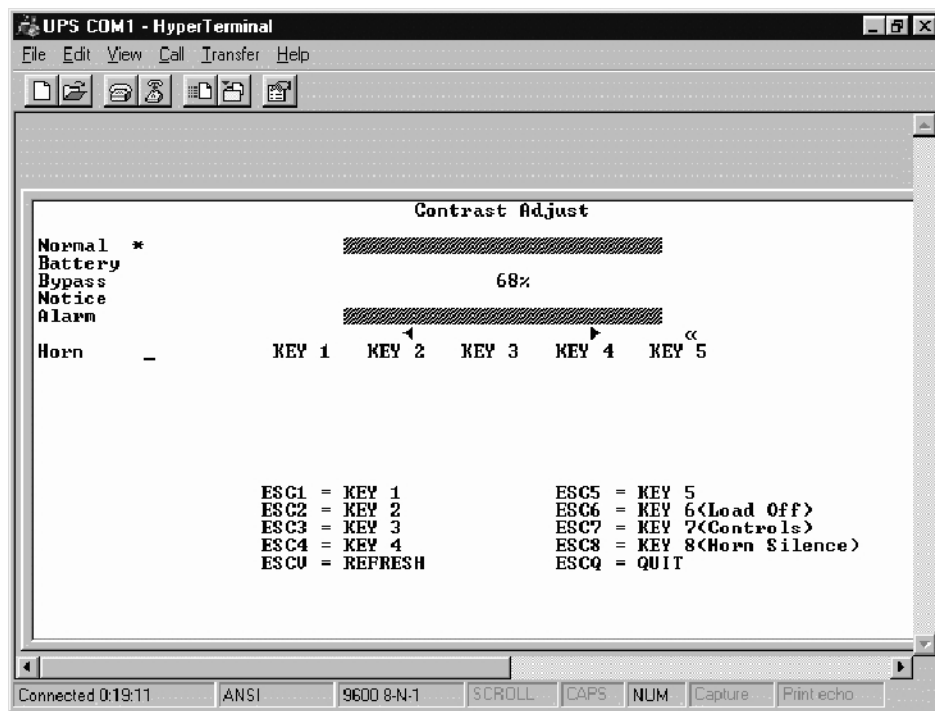 UPS COM1 - HyperTerminal
File Edit View Call Transfer Help
Contrast Adjust
Normal *
Battery
Bypass 68%
Notice
Alarm
◄ ► «
Horn _ KEY 1 KEY 2 KEY 3 KEY 4 KEY 5
ESC1 = KEY 1 ESC5 = KEY 5
ESC2 = KEY 2 ESC6 = KEY 6(Load Off)
ESC3 = KEY 3 ESC7 = KEY 7(Controls)
ESC4 = KEY 4 ESC8 = KEY 8(Horn Silence)
ESCV = REFRESH ESCQ = QUIT
Connected 0:19:11 ANSI 9600 8-N-1 SCROLL CAPS NUM Capture Print echo